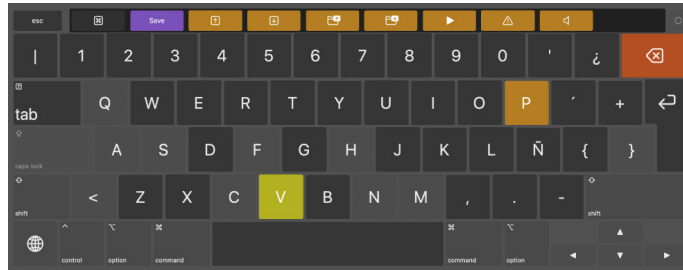 esc Save
| 1 2 3 4 5 6 7 8 9 0 ' ¿
tab Q W E R T Y U I O P ´ +
caps lock A S D F G H J K L Ñ { }
shift < Z X C V B N M , . - shift
control option command command option